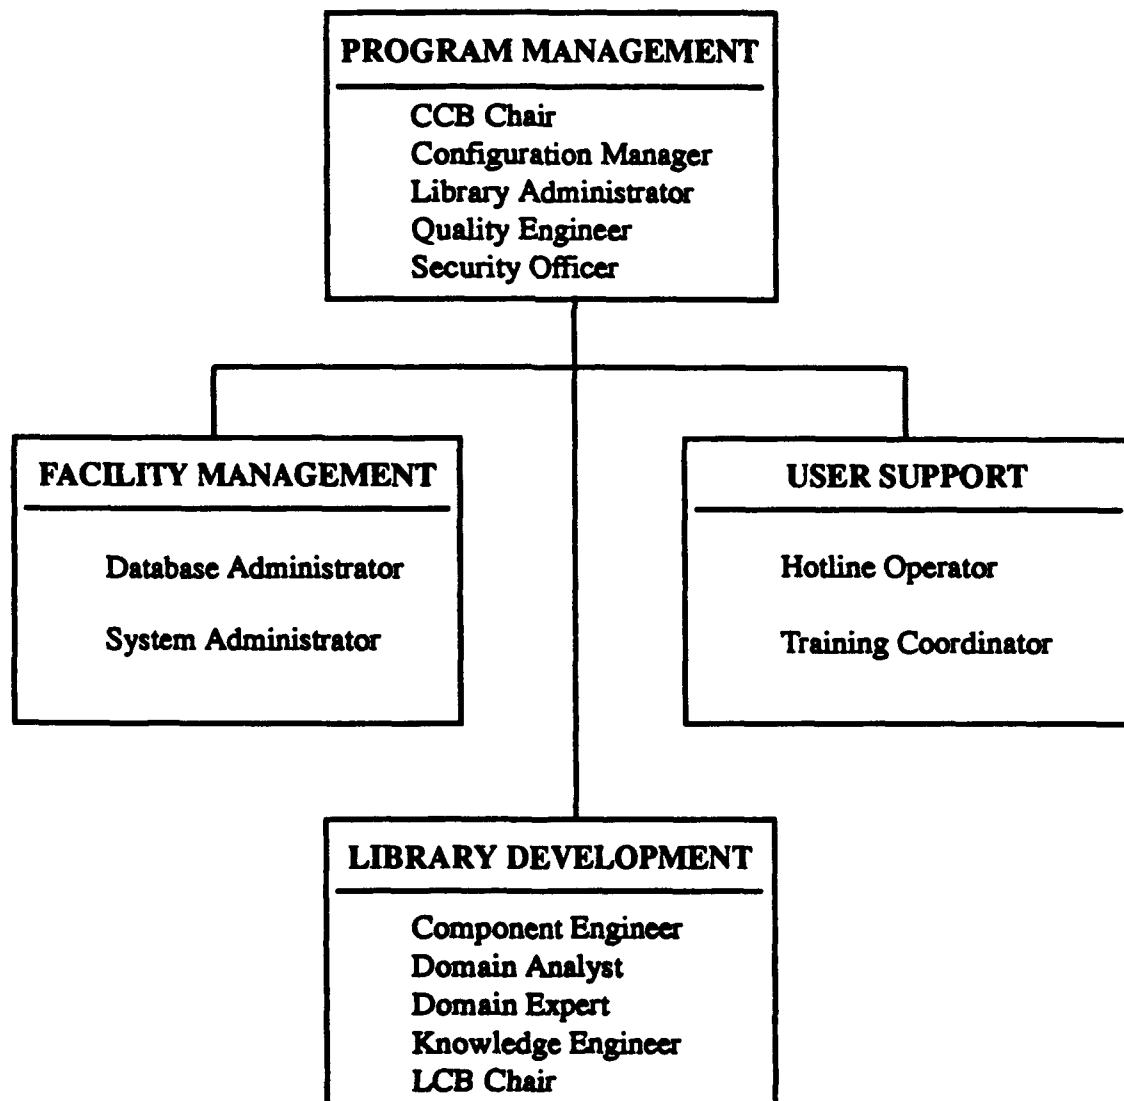 PROGRAM MANAGEMENT
CCB Chair
Configuration Manager
Library Administrator
Quality Engineer
Security Officer
FACILITY MANAGEMENT
Database Administrator
System Administrator
USER SUPPORT
Hotline Operator
Training Coordinator
LIBRARY DEVELOPMENT
Component Engineer
Domain Analyst
Domain Expert
Knowledge Engineer
LCB Chair